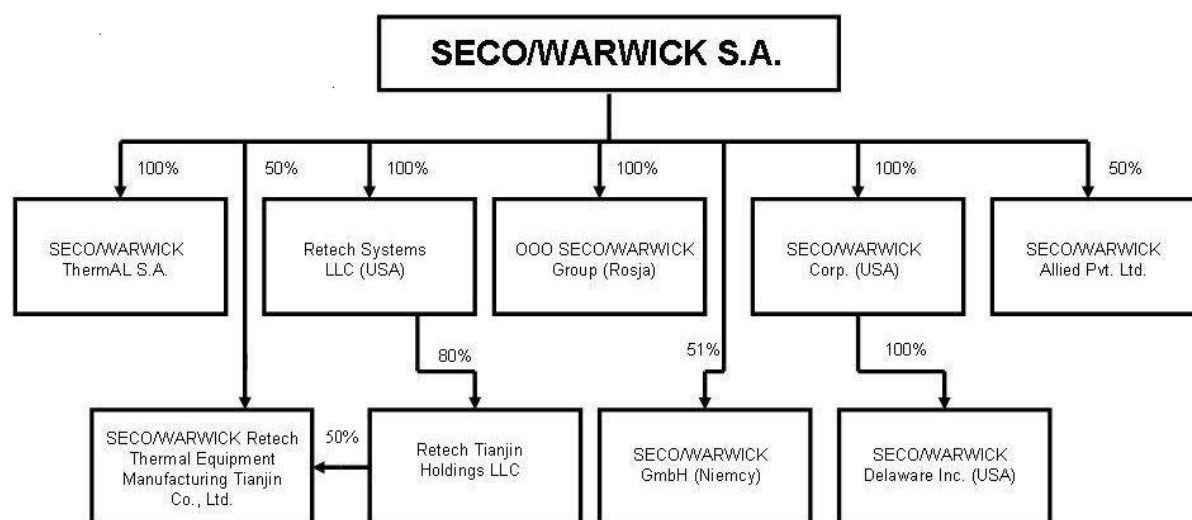 SECO/WARWICK S.A.
100%
50%
100%
100%
100%
50%
SECO/WARWICK
ThermAL S.A.
Retech Systems
LLC (USA)
OOO SECO/WARWICK
Group (Rosja)
SECO/WARWICK
Corp. (USA)
SECO/WARWICK
Allied Pvt. Ltd.
80%
51%
100%
SECO/WARWICK Retech
Thermal Equipment
Manufacturing Tianjin
Co., Ltd.
50%
Retech Tianjin
Holdings LLC
SECO/WARWICK
GmbH (Niemcy)
SECO/WARWICK
Delaware Inc. (USA)